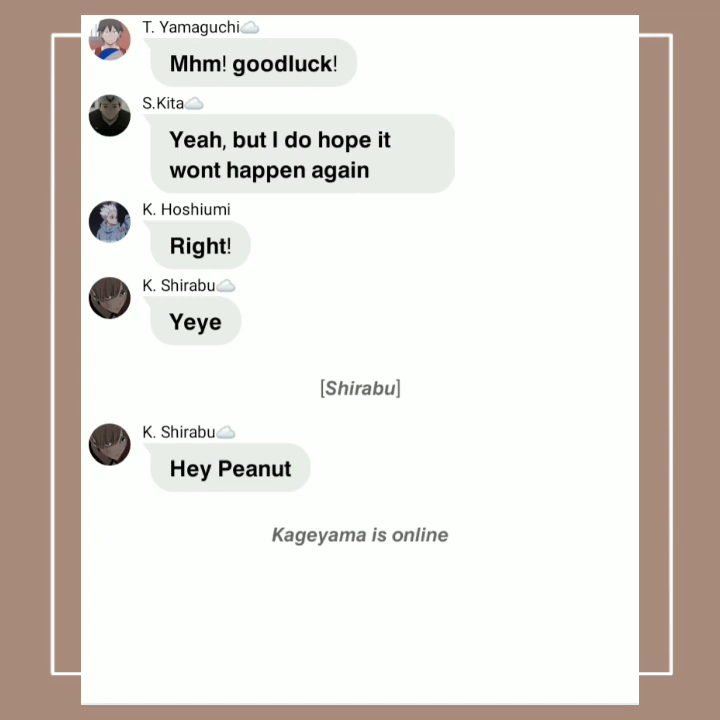 T. Yamaguchi☁️
Mhm! goodluck!
S.Kita☁️
Yeah, but I do hope it
wont happen again
K. Hoshiumi
Right!
K. Shirabu☁️
Yeye
[Shirabu]
K. Shirabu☁️
Hey Peanut
Kageyama is online